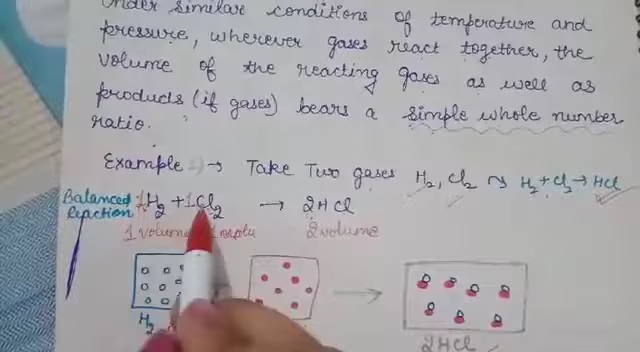 Under similar conditions of temperature and
pressure, wherever gases react together, the
volume of the reacting gases as well as
products (if gases) bears a simple whole number
ratio.
Example → Take Two gases H2, Cl2 H2+Cl2→HCl
Balanced Reaction 1H2 + 1Cl2 → 2HCl
1 volume 2 volume
H2 2HCl